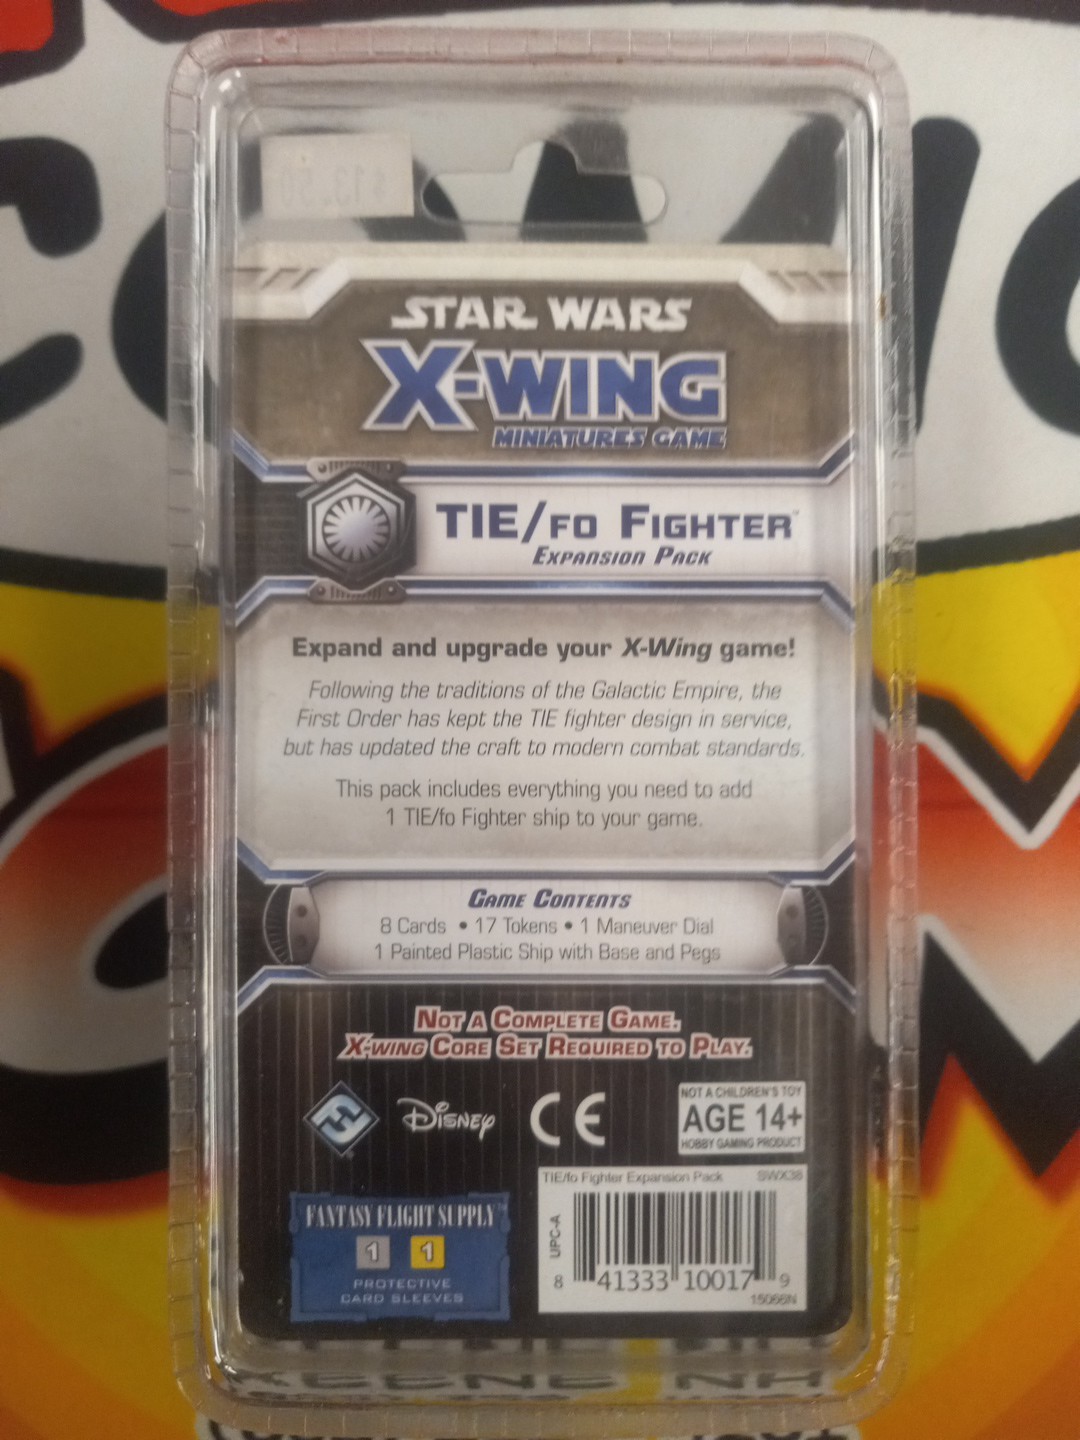 $13.50
STAR WARS
X-WING
MINIATURES GAME
TIE/FO FIGHTER™
EXPANSION PACK
Expand and upgrade your X-Wing game!
Following the traditions of the Galactic Empire, the
First Order has kept the TIE fighter design in service,
but has updated the craft to modern combat standards.
This pack includes everything you need to add
1 TIE/fo Fighter ship to your game.
GAME CONTENTS
8 Cards • 17 Tokens • 1 Maneuver Dial
1 Painted Plastic Ship with Base and Pegs
NOT A COMPLETE GAME.
X-WING CORE SET REQUIRED TO PLAY.
DISNEY
CE
NOT A CHILDREN'S TOY
AGE 14+
HOBBY GAMING PRODUCT
FANTASY FLIGHT SUPPLY™
1 1
PROTECTIVE
CARD SLEEVES
TIE/fo Fighter Expansion Pack SWX38
UPC-A
8 41333 10017 9
15066N